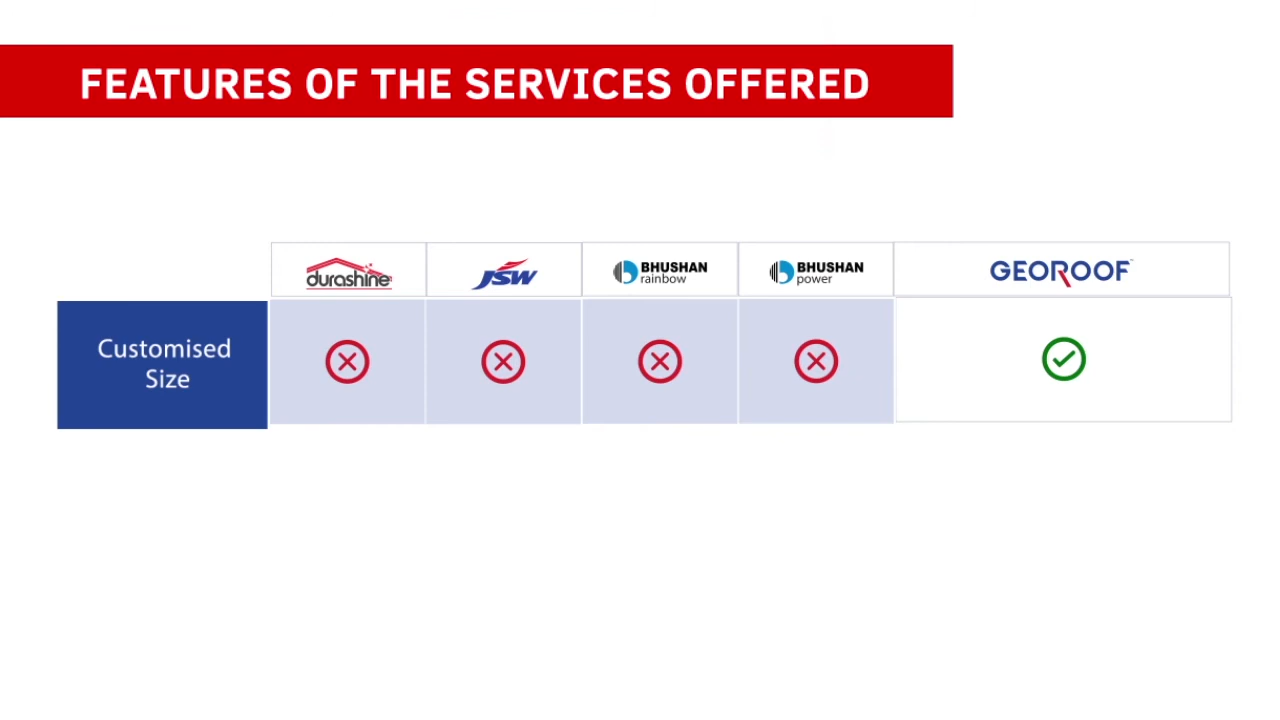 FEATURES OF THE SERVICES OFFERED
durashine JSW BHUSHAN rainbow BHUSHAN power GEOROOF
Customised
Size